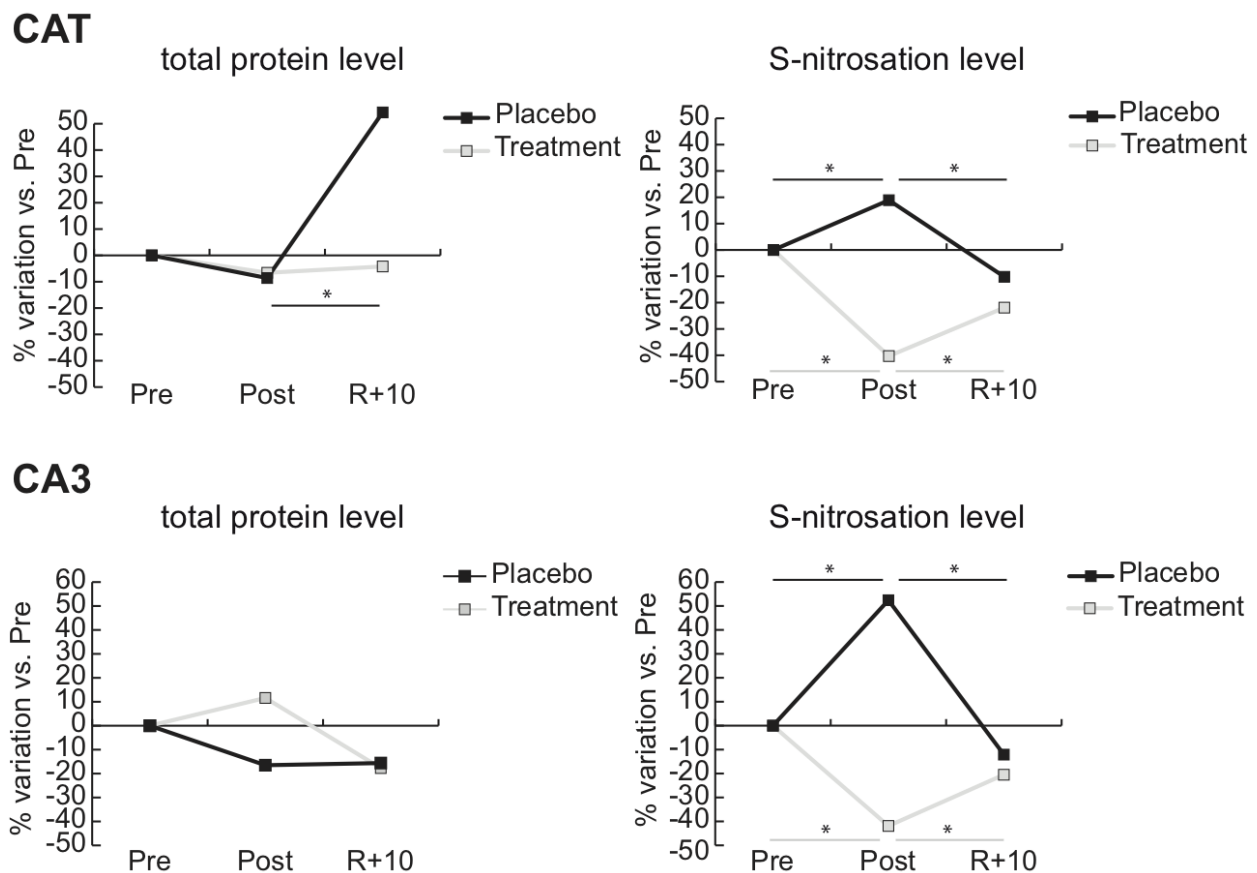 CAT
total protein level
% variation vs. Pre
50
40
30
20
10
0
-10
-20
-30
-40
-50
*
Pre Post R+10
Placebo
Treatment
S-nitrosation level
% variation vs. Pre
50
40
30
20
10
0
-10
-20
-30
-40
-50
* *
* *
Pre Post R+10
Placebo
Treatment
CA3
total protein level
% variation vs. Pre
60
50
40
30
20
10
0
-10
-20
-30
-40
-50
Pre Post R+10
Placebo
Treatment
S-nitrosation level
% variation vs. Pre
60
50
40
30
20
10
0
-10
-20
-30
-40
-50
* *
* *
Pre Post R+10
Placebo
Treatment